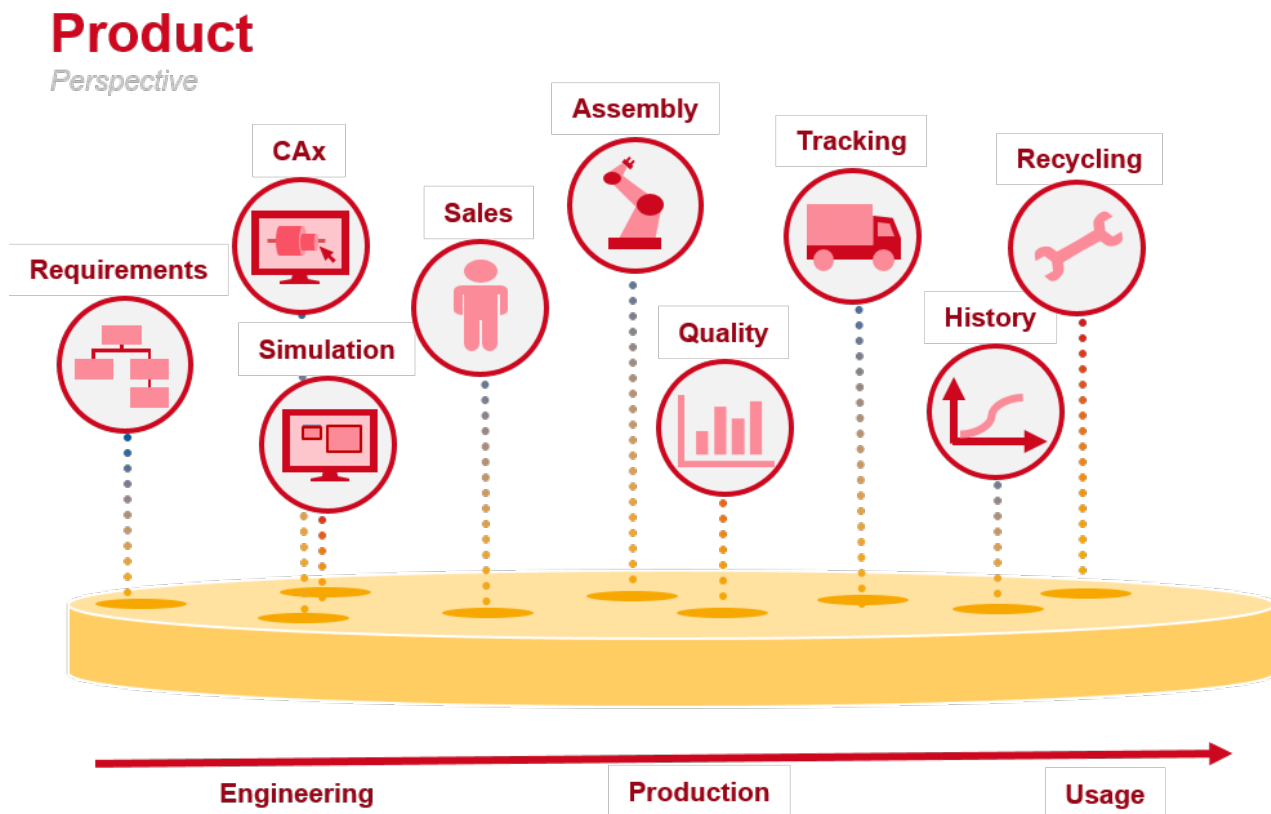 Product
Perspective
Requirements
CAx
Simulation
Sales
Assembly
Quality
Tracking
History
Recycling
Engineering
Production
Usage